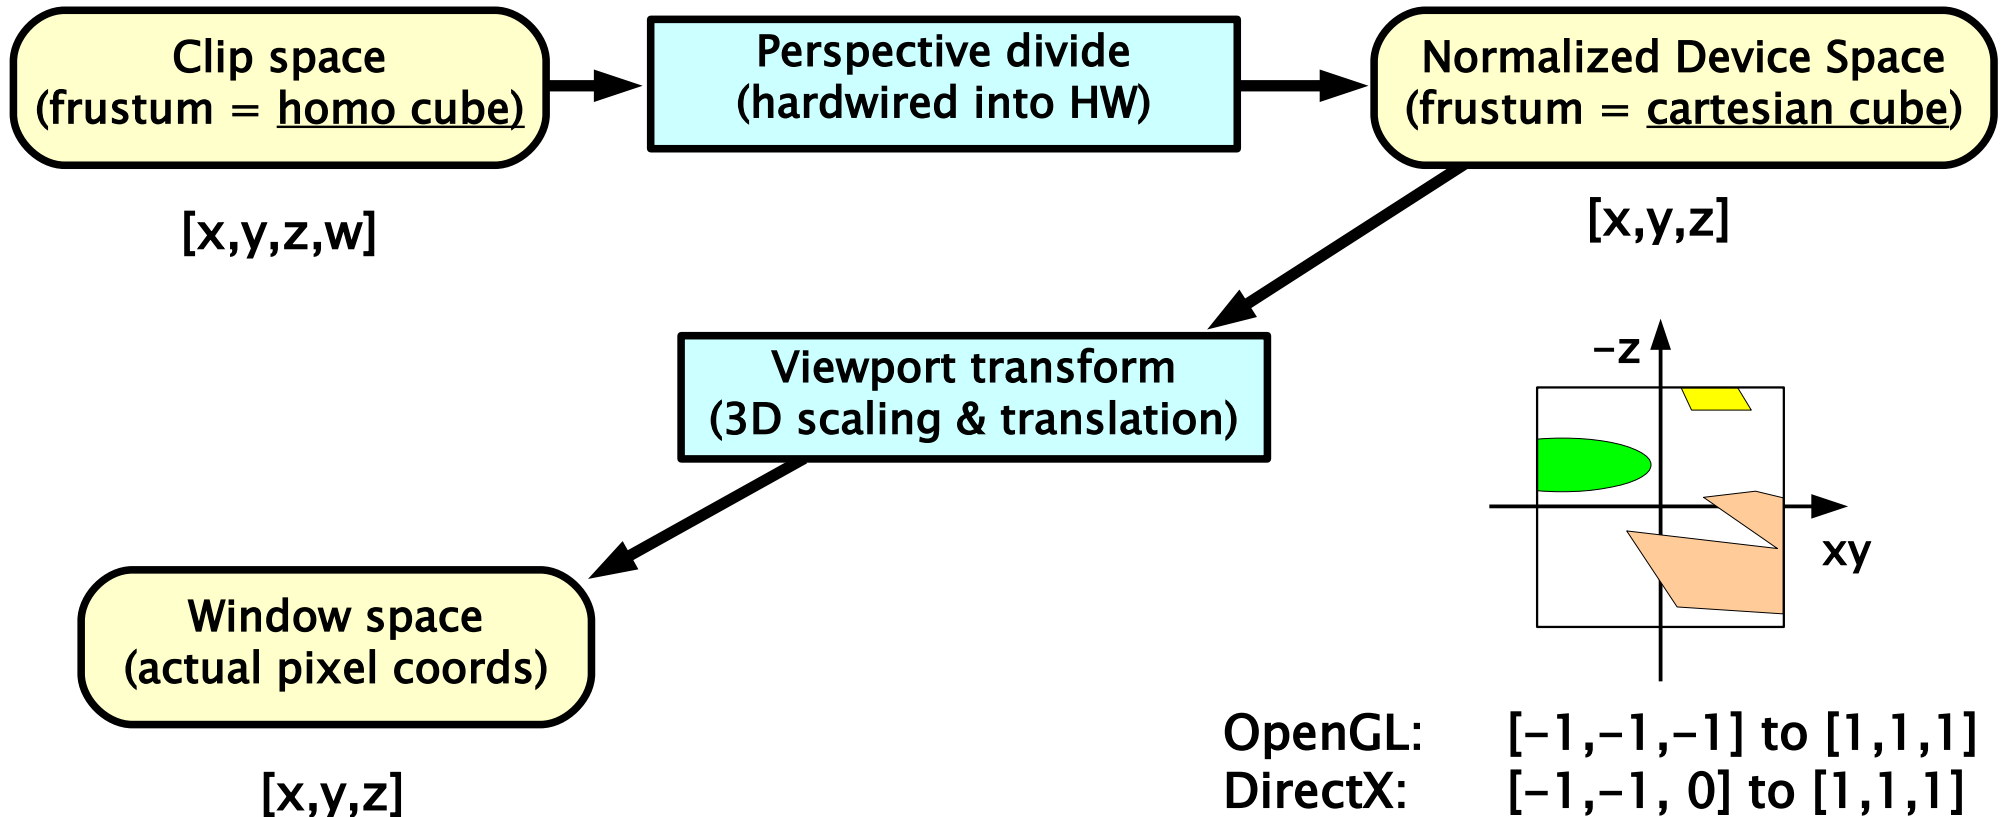 Clip space
(frustum = homo cube)
[x,y,z,w]
Perspective divide
(hardwired into HW)
Normalized Device Space
(frustum = cartesian cube)
[x,y,z]
Viewport transform
(3D scaling & translation)
Window space
(actual pixel coords)
[x,y,z]
-z
xy
OpenGL: [-1,-1,-1] to [1,1,1]
DirectX: [-1,-1, 0] to [1,1,1]